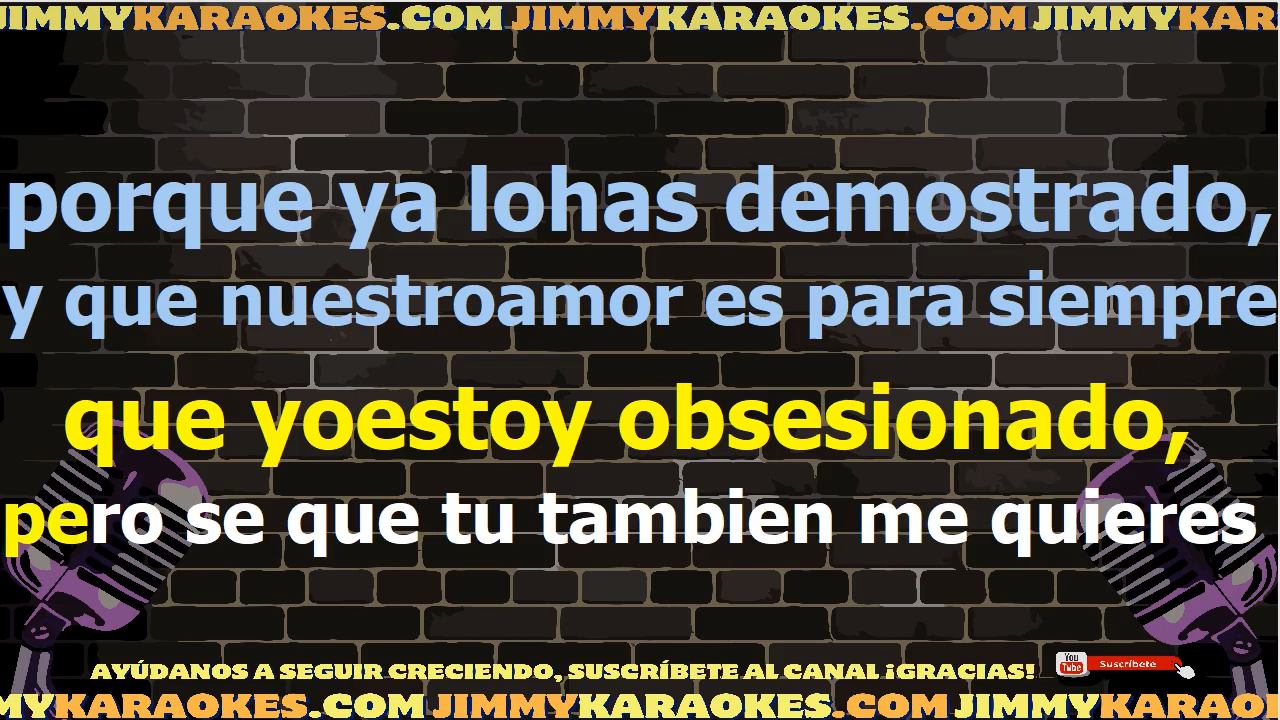 JIMMYKARAOKES.COM JIMMYKARAOKES.COM JIMMYKAR
porque ya lohas demostrado,
y que nuestroamor es para siempre
que yoestoy obsesionado,
pero se que tu tambien me quieres
AYÚDANOS A SEGUIR CRECIENDO, SUSCRÍBETE AL CANAL ¡GRACIAS!
You Tube Suscríbete
MYKARAOKES.COM JIMMYKARAOKES.COM JIMMYKARAO